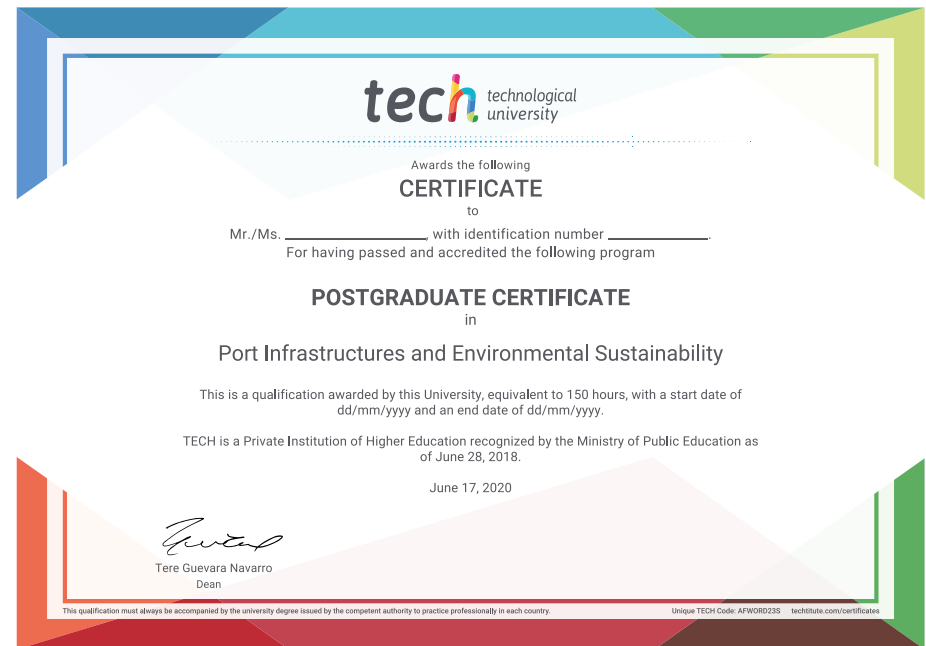 tech technological
university
Awards the following
CERTIFICATE
to
Mr./Ms. ____________________, with identification number ______________.
For having passed and accredited the following program
POSTGRADUATE CERTIFICATE
in
Port Infrastructures and Environmental Sustainability
This is a qualification awarded by this University, equivalent to 150 hours, with a start date of
dd/mm/yyyy and an end date of dd/mm/yyyy.
TECH is a Private Institution of Higher Education recognized by the Ministry of Public Education as
of June 28, 2018.
June 17, 2020
Tere Guevara Navarro
Dean
This qualification must always be accompanied by the university degree issued by the competent authority to practice professionally in each country.
Unique TECH Code: AFWORD23S techtitute.com/certificates